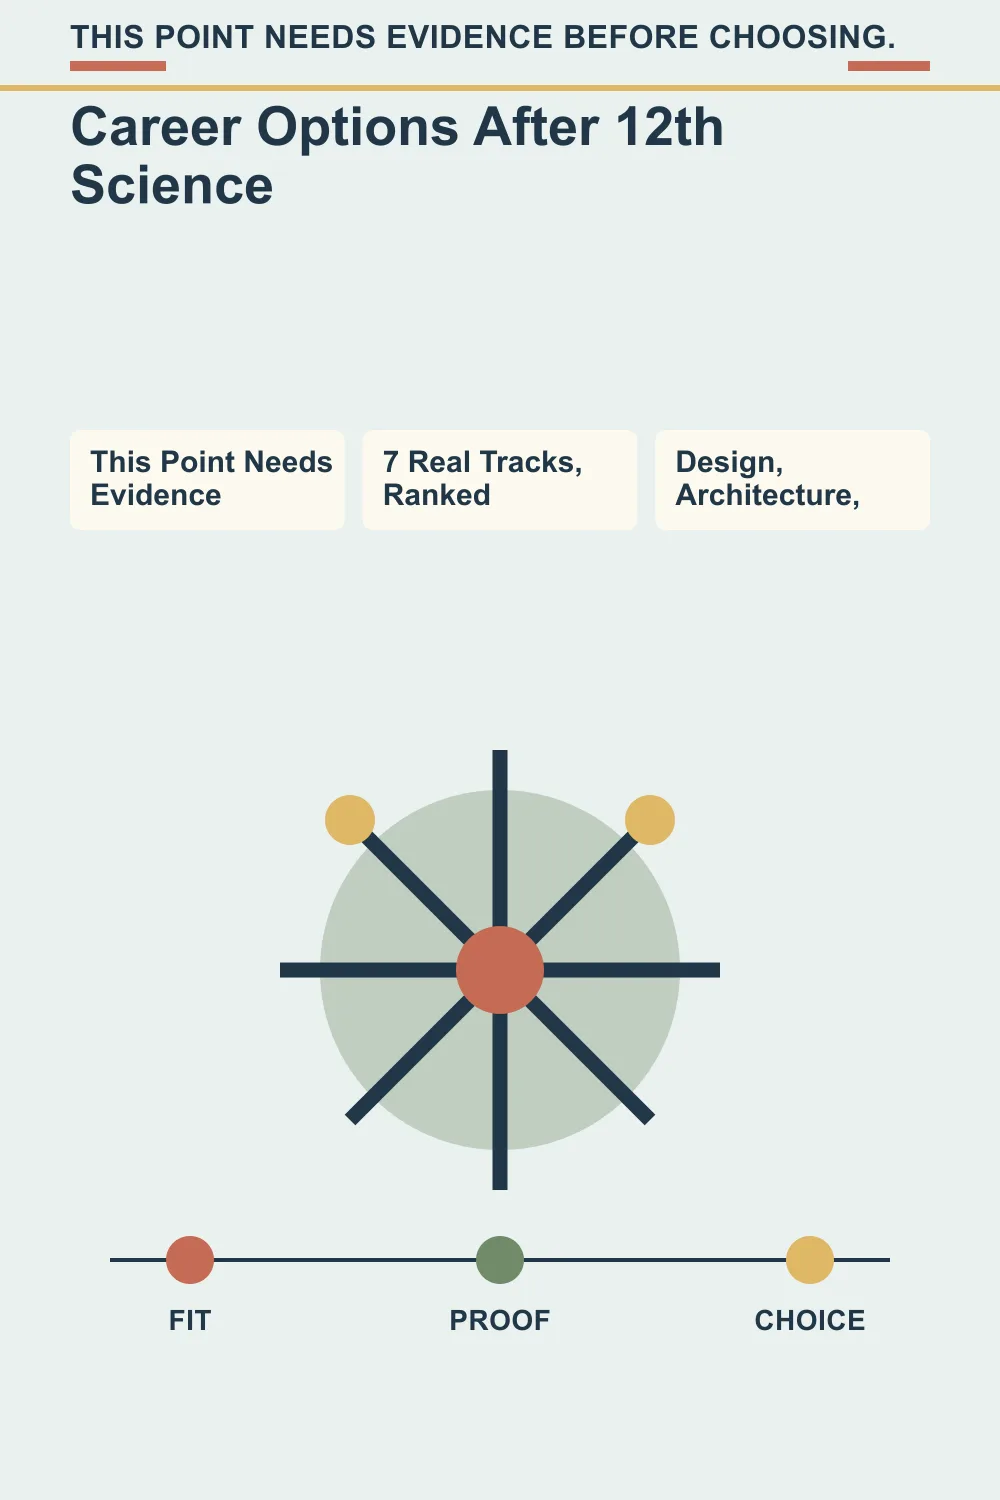 THIS POINT NEEDS EVIDENCE BEFORE CHOOSING.
Career Options After 12th
Science
This Point Needs
Evidence
7 Real Tracks,
Ranked
Design,
Architecture,
FIT
PROOF
CHOICE